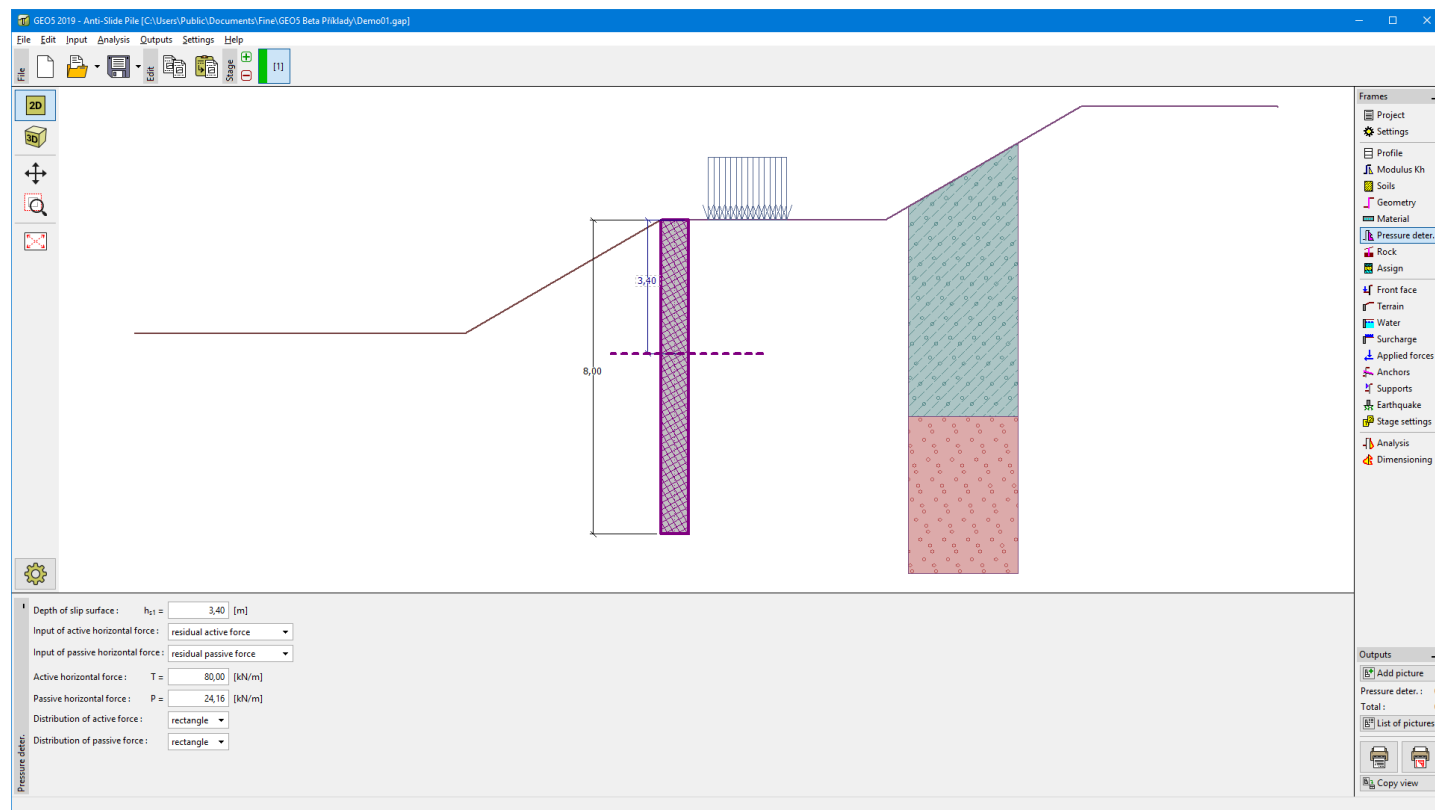 GEO5 2019 - Anti-Slide Pile [C:\Users\Public\Documents\Fine\GEO5 Beta Příklady\Demo01.gap]
File Edit Input Analysis Outputs Settings Help
File
Edit
Stage
[1]
2D
3D
3,40
8,00
Frames
Project
Settings
Profile
Modulus Kh
Soils
Geometry
Material
Pressure deter.
Rock
Assign
Front face
Terrain
Water
Surcharge
Applied forces
Anchors
Supports
Earthquake
Stage settings
Analysis
Dimensioning
Pressure deter.
Depth of slip surface : hs1 = 3,40 [m]
Input of active horizontal force : residual active force
Input of passive horizontal force : residual passive force
Active horizontal force : T = 80,00 [kN/m]
Passive horizontal force : P = 24,16 [kN/m]
Distribution of active force : rectangle
Distribution of passive force : rectangle
Outputs
Add picture
Pressure deter. :
Total :
List of pictures
Copy view